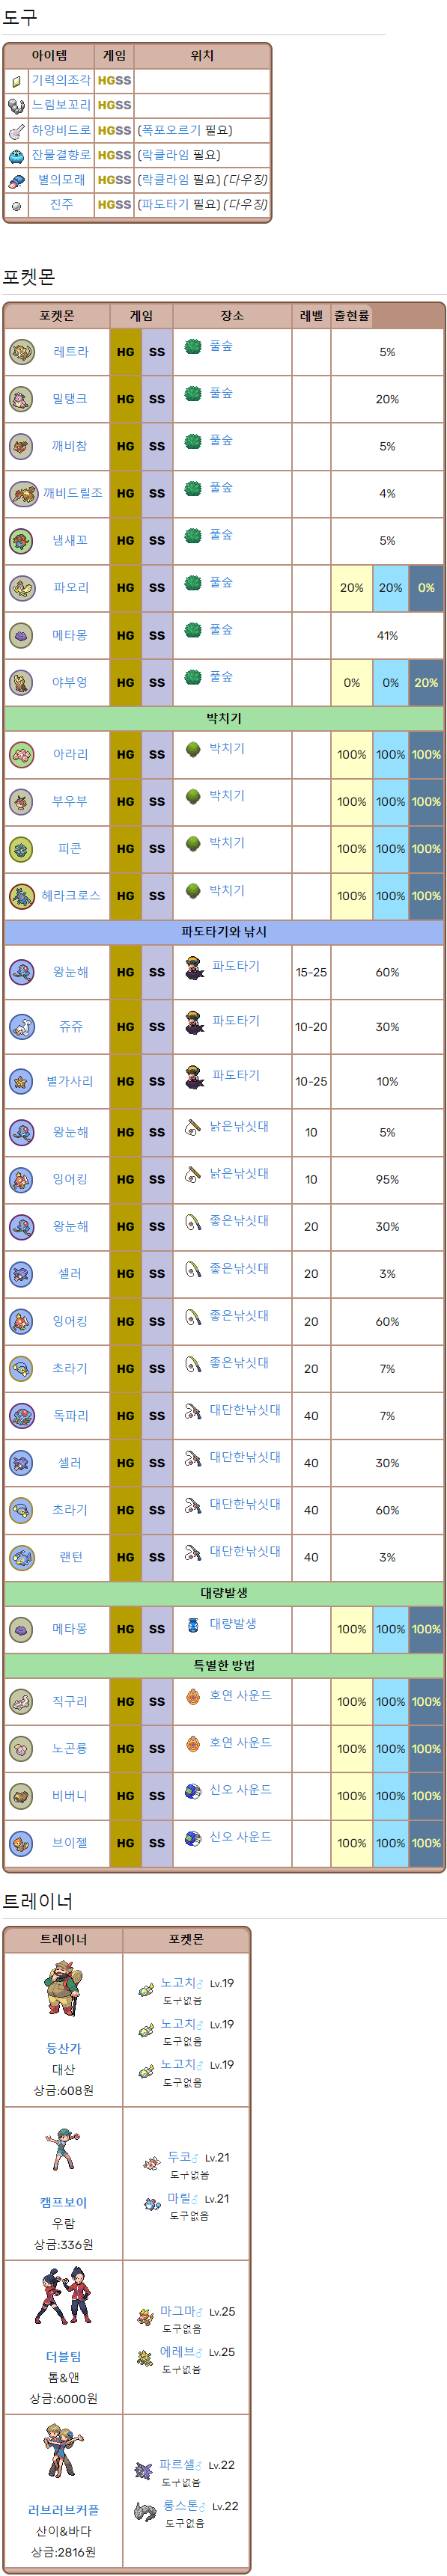 도구
아이템 게임 위치
기력의조각 HGSS
느림보꼬리 HGSS
하양비드로 HGSS (폭포오르기 필요)
잔물결향로 HGSS (락클라임 필요)
별의모래 HGSS (락클라임 필요) (다우징)
진주 HGSS (파도타기 필요) (다우징)
포켓몬
포켓몬 게임 장소 레벨 출현률
레트라 HG SS 풀숲 5%
밀탱크 HG SS 풀숲 20%
깨비참 HG SS 풀숲 5%
깨비드릴조 HG SS 풀숲 4%
냄새꼬 HG SS 풀숲 5%
파오리 HG SS 풀숲 20% 20% 0%
메타몽 HG SS 풀숲 41%
야부엉 HG SS 풀숲 0% 0% 20%
박치기
아라리 HG SS 박치기 100% 100% 100%
부우부 HG SS 박치기 100% 100% 100%
피콘 HG SS 박치기 100% 100% 100%
헤라크로스 HG SS 박치기 100% 100% 100%
파도타기와 낚시
왕눈해 HG SS 파도타기 15-25 60%
쥬쥬 HG SS 파도타기 10-20 30%
별가사리 HG SS 파도타기 10-25 10%
왕눈해 HG SS 낡은낚싯대 10 5%
잉어킹 HG SS 낡은낚싯대 10 95%
왕눈해 HG SS 좋은낚싯대 20 30%
셀러 HG SS 좋은낚싯대 20 3%
잉어킹 HG SS 좋은낚싯대 20 60%
초라기 HG SS 좋은낚싯대 20 7%
독파리 HG SS 대단한낚싯대 40 7%
셀러 HG SS 대단한낚싯대 40 30%
초라기 HG SS 대단한낚싯대 40 60%
랜턴 HG SS 대단한낚싯대 40 3%
대량발생
메타몽 HG SS 대량발생 100% 100% 100%
특별한 방법
직구리 HG SS 호연 사운드 100% 100% 100%
노곤룡 HG SS 호연 사운드 100% 100% 100%
비버니 HG SS 신오 사운드 100% 100% 100%
브이젤 HG SS 신오 사운드 100% 100% 100%
트레이너
트레이너 포켓몬
등산가
대산
상금:608원
노고치♂ Lv.19
도구없음
노고치♂ Lv.19
도구없음
노고치♂ Lv.19
도구없음
캠프보이
우람
상금:336원
두코♂ Lv.21
도구없음
마릴♂ Lv.21
도구없음
더블팀
톰&앤
상금:6000원
마그마♂ Lv.25
도구없음
에레브♂ Lv.25
도구없음
러브러브커플
산이&바다
상금:2816원
파르셀♂ Lv.22
도구없음
롱스톤♂ Lv.22
도구없음